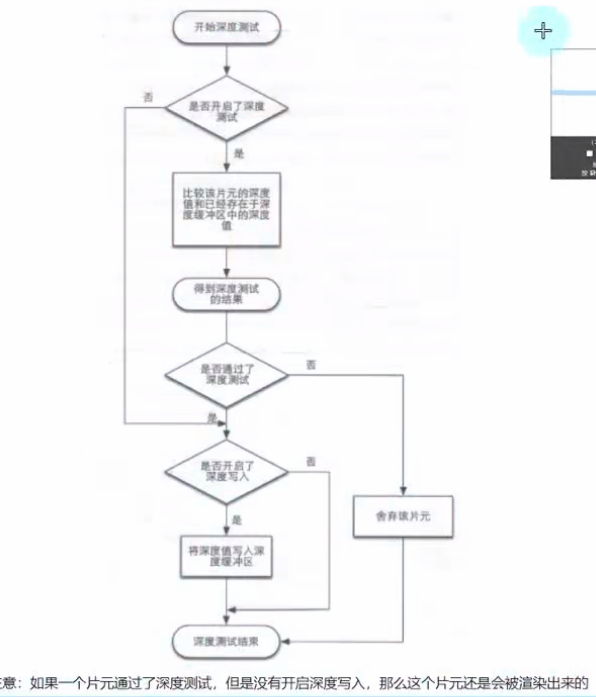 开始深度测试
否
是否开启了深度
测试
是
比较该片元的深度
值和已经存在于深
度缓冲区中的深度
值
得到深度测试
的结果
是否通过了
深度测试
否
是
是否开启了
深度写入
否
舍弃该片元
是
将深度值写入深
度缓冲区
深度测试结束
意：如果一个片元通过了深度测试，但是没有开启深度写入，那么这个片元还是会被渲染出来的